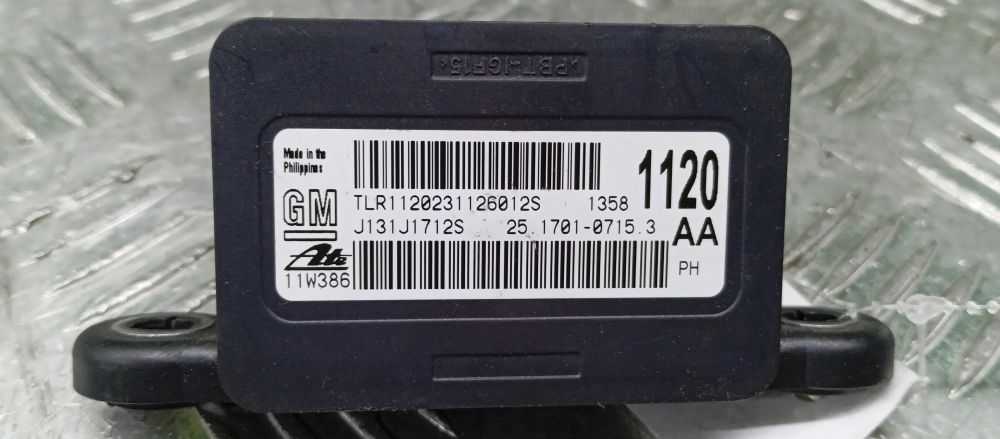 >PBT-IGF15<
Made in the
Philippines
1120
GM
TLR1120231126012S 1358
J131J1712S 25.1701-0715.3
AA
Ate
11W386
PH